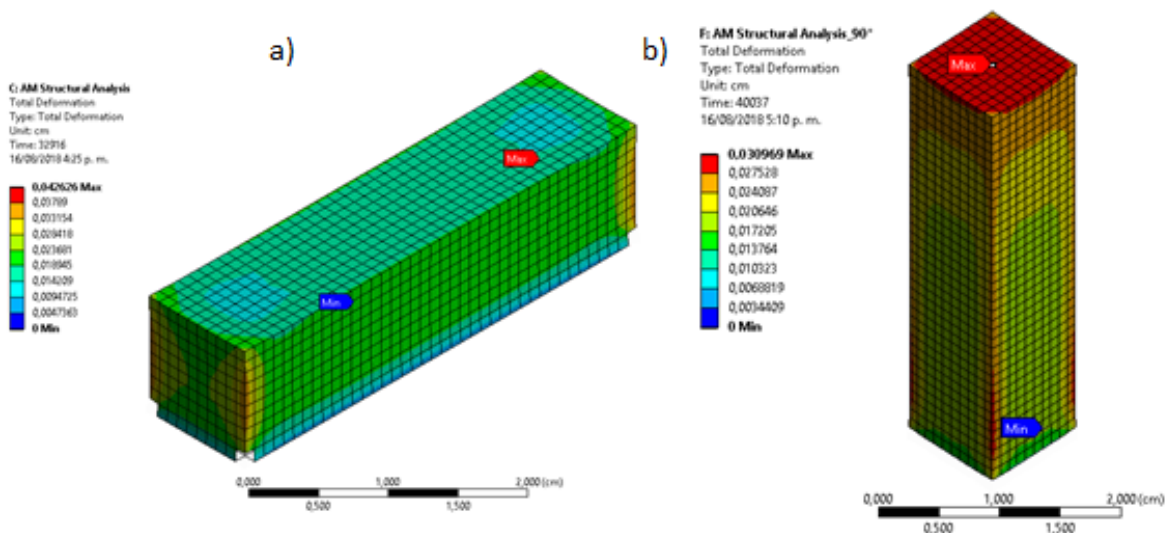 a)
C: AM Structural Analysis
Total Deformation
Type: Total Deformation
Unit: cm
Time: 32916
16/08/2018 4:25 p. m.
0,042626 Max
0,03789
0,033154
0,028418
0,023681
0,018945
0,014209
0,0094725
0,0047363
0 Min
Max
Min
0,000
1,000
2,000 (cm)
0,500
1,500
b)
F: AM Structural Analysis_90°
Total Deformation
Type: Total Deformation
Unit: cm
Time: 40037
16/08/2018 5:10 p. m.
0,030969 Max
0,027528
0,024087
0,020646
0,017205
0,013764
0,010323
0,0068819
0,0034409
0 Min
Max
Min
0,000
1,000
2,000 (cm)
0.500
1.500